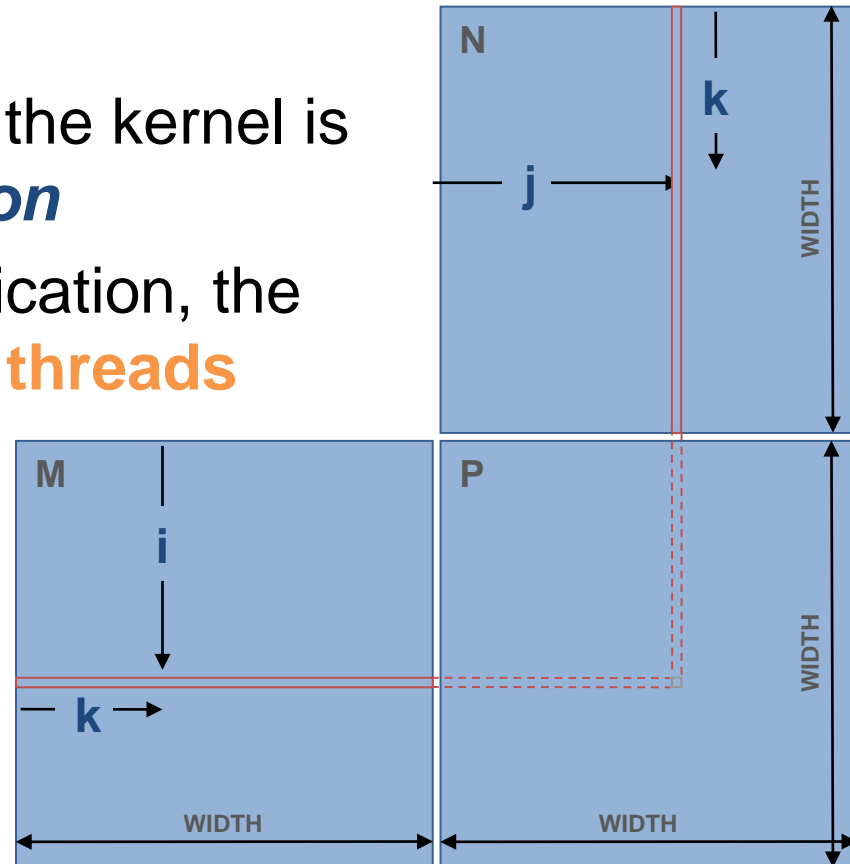 the kernel is
on
ication, the
threads
N
k
j
WIDTH
M
i
k
WIDTH
P
WIDTH
WIDTH